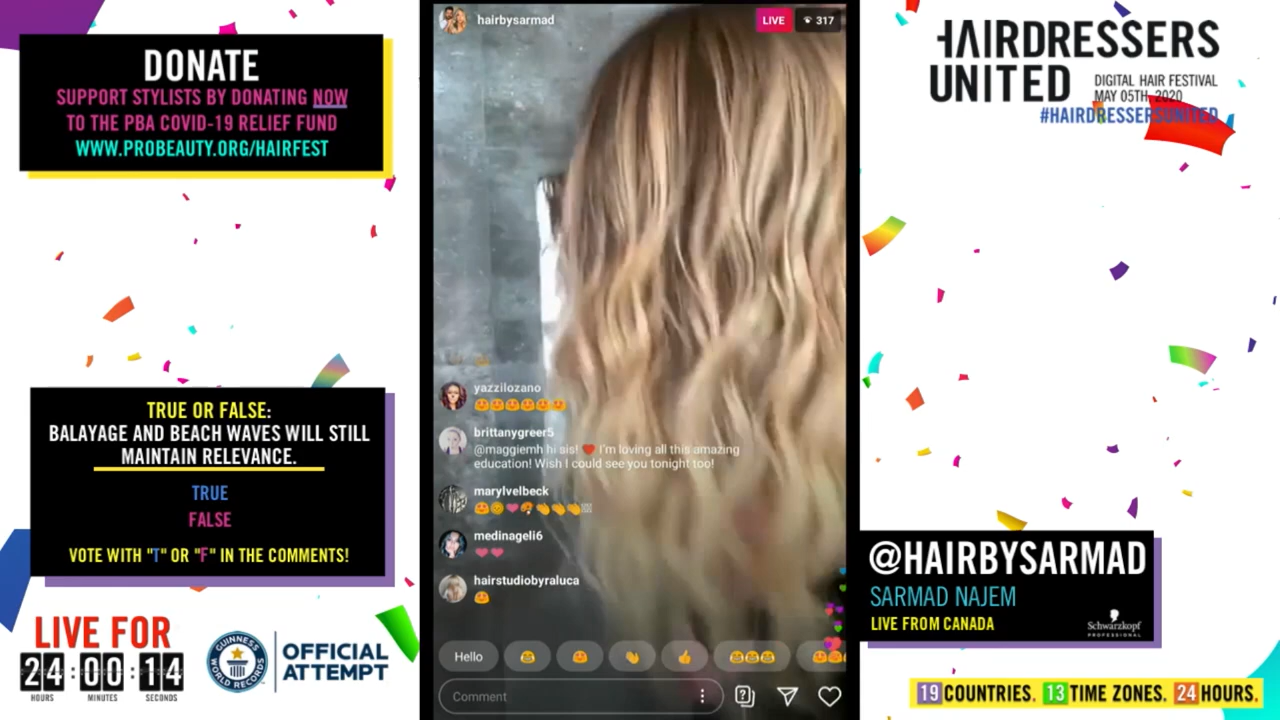 DONATE
SUPPORT STYLISTS BY DONATING NOW
TO THE PBA COVID-19 RELIEF FUND
WWW.PROBEAUTY.ORG/HAIRFEST
TRUE OR FALSE:
BALAYAGE AND BEACH WAVES WILL STILL
MAINTAIN RELEVANCE.
TRUE
FALSE
VOTE WITH "T" OR "F" IN THE COMMENTS!
LIVE FOR
24:00:14
HOURS MINUTES SECONDS
GUINNESS WORLD RECORDS
OFFICIAL
ATTEMPT
hairbysarmad
LIVE 317
yazzilozano
😍😍😍😍😍😍
brittanygreer5
@maggiemh hi sis! ❤️ I'm loving all this amazing
education! Wish I could see you tonight too!
marylvelbeck
medinageli6
hairstudiobyraluca
Hello
Comment
HAIRDRESSERS
UNITED
DIGITAL HAIR FESTIVAL
MAY 05TH, 2020
#HAIRDRESSERSUNITED
@HAIRBYSARMAD
SARMAD NAJEM
LIVE FROM CANADA
Schwarzkopf
PROFESSIONAL
19 COUNTRIES. 13 TIME ZONES. 24 HOURS.